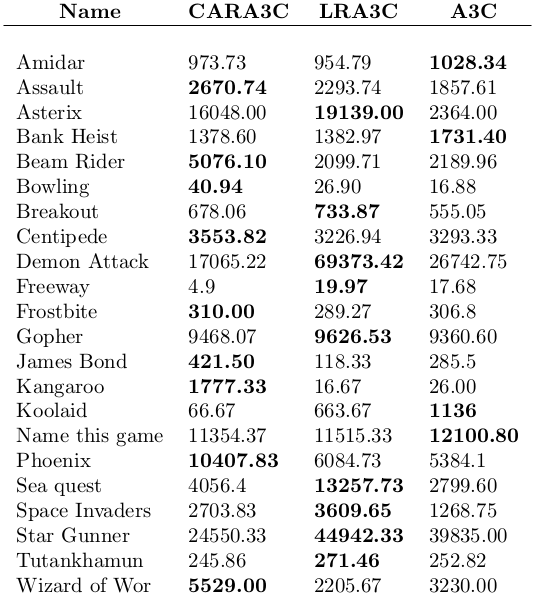 Name CARA3C LRA3C A3C
Amidar 973.73 954.79 1028.34
Assault 2670.74 2293.74 1857.61
Asterix 16048.00 19139.00 2364.00
Bank Heist 1378.60 1382.97 1731.40
Beam Rider 5076.10 2099.71 2189.96
Bowling 40.94 26.90 16.88
Breakout 678.06 733.87 555.05
Centipede 3553.82 3226.94 3293.33
Demon Attack 17065.22 69373.42 26742.75
Freeway 4.9 19.97 17.68
Frostbite 310.00 289.27 306.8
Gopher 9468.07 9626.53 9360.60
James Bond 421.50 118.33 285.5
Kangaroo 1777.33 16.67 26.00
Koolaid 66.67 663.67 1136
Name this game 11354.37 11515.33 12100.80
Phoenix 10407.83 6084.73 5384.1
Sea quest 4056.4 13257.73 2799.60
Space Invaders 2703.83 3609.65 1268.75
Star Gunner 24550.33 44942.33 39835.00
Tutankhamun 245.86 271.46 252.82
Wizard of Wor 5529.00 2205.67 3230.00